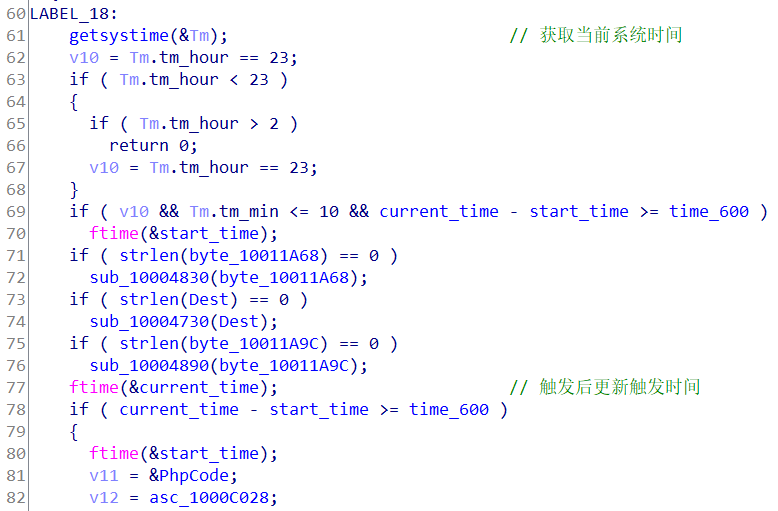 60 LABEL_18:
61 getsystime(&Tm); // 获取当前系统时间
62 v10 = Tm.tm_hour == 23;
63 if ( Tm.tm_hour < 23 )
64 {
65 if ( Tm.tm_hour > 2 )
66 return 0;
67 v10 = Tm.tm_hour == 23;
68 }
69 if ( v10 && Tm.tm_min <= 10 && current_time - start_time >= time_600 )
70 ftime(&start_time);
71 if ( strlen(byte_10011A68) == 0 )
72 sub_10004830(byte_10011A68);
73 if ( strlen(Dest) == 0 )
74 sub_10004730(Dest);
75 if ( strlen(byte_10011A9C) == 0 )
76 sub_10004890(byte_10011A9C);
77 ftime(&current_time); // 触发后更新触发时间
78 if ( current_time - start_time >= time_600 )
79 {
80 ftime(&start_time);
81 v11 = &PhpCode;
82 v12 = asc_1000C028;